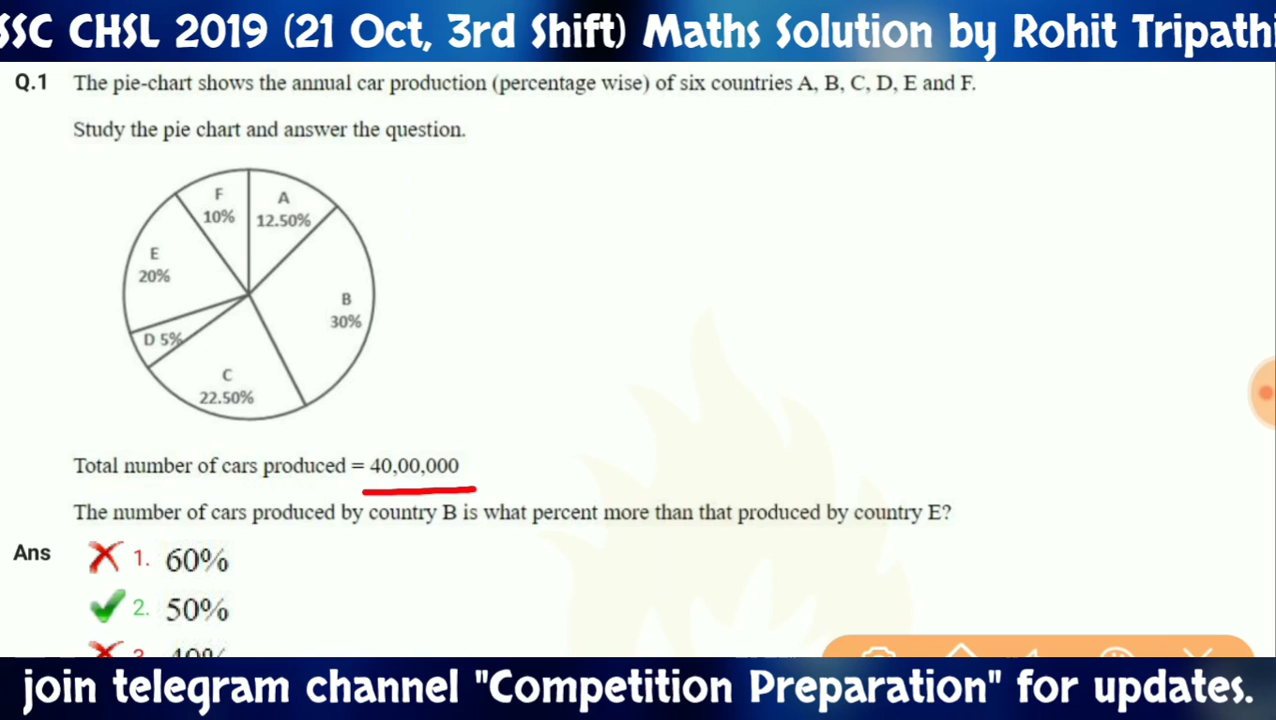 SSC CHSL 2019 (21 Oct, 3rd Shift) Maths Solution by Rohit Tripathi
Q.1 The pie-chart shows the annual car production (percentage wise) of six countries A, B, C, D, E and F.
Study the pie chart and answer the question.
F
10%
A
12.50%
E
20%
B
30%
D 5%
C
22.50%
Total number of cars produced = 40,00,000
The number of cars produced by country B is what percent more than that produced by country E?
Ans 1. 60%
2. 50%
3. 40%
join telegram channel "Competition Preparation" for updates.